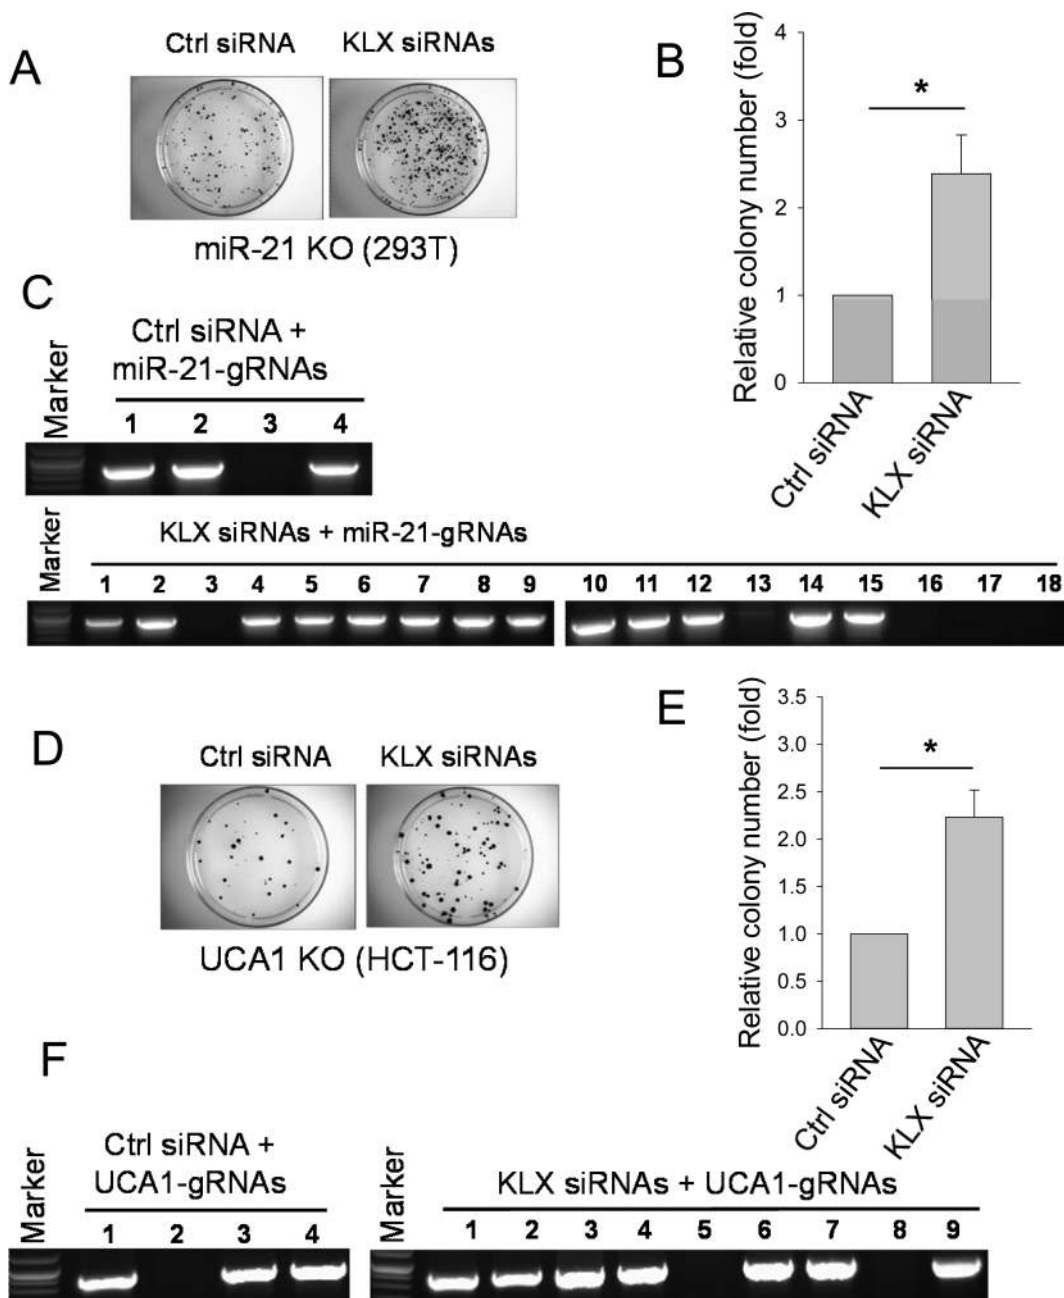 A
Ctrl siRNA
KLX siRNAs
miR-21 KO (293T)
B
Relative colony number (fold)
4
3
2
1
0
*
Ctrl siRNA
KLX siRNA
C
Marker
Ctrl siRNA +
miR-21-gRNAs
1 2 3 4
Marker
KLX siRNAs + miR-21-gRNAs
1 2 3 4 5 6 7 8 9 10 11 12 13 14 15 16 17 18
D
Ctrl siRNA
KLX siRNAs
UCA1 KO (HCT-116)
E
Relative colony number (fold)
3.5
3.0
2.5
2.0
1.5
1.0
0.5
0.0
*
Ctrl siRNA
KLX siRNA
F
Marker
Ctrl siRNA +
UCA1-gRNAs
1 2 3 4
Marker
KLX siRNAs + UCA1-gRNAs
1 2 3 4 5 6 7 8 9